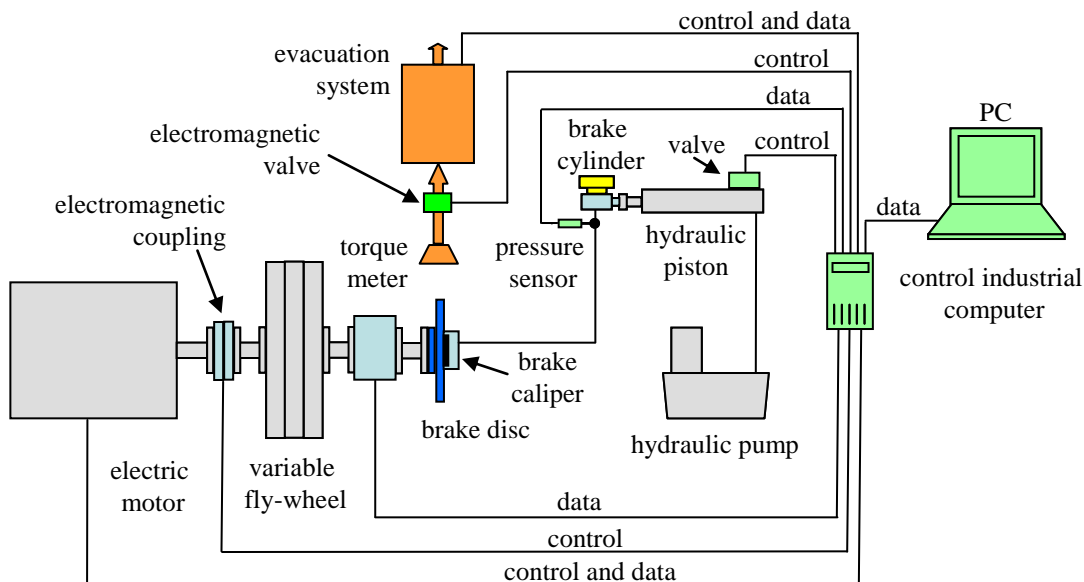 control and data
evacuation
system
control
data
PC
electromagnetic
valve
brake
cylinder
valve
control
electromagnetic
coupling
data
torque
meter
pressure
sensor
hydraulic
piston
control industrial
computer
brake
caliper
brake disc
hydraulic pump
electric
motor
variable
fly-wheel
data
control
control and data